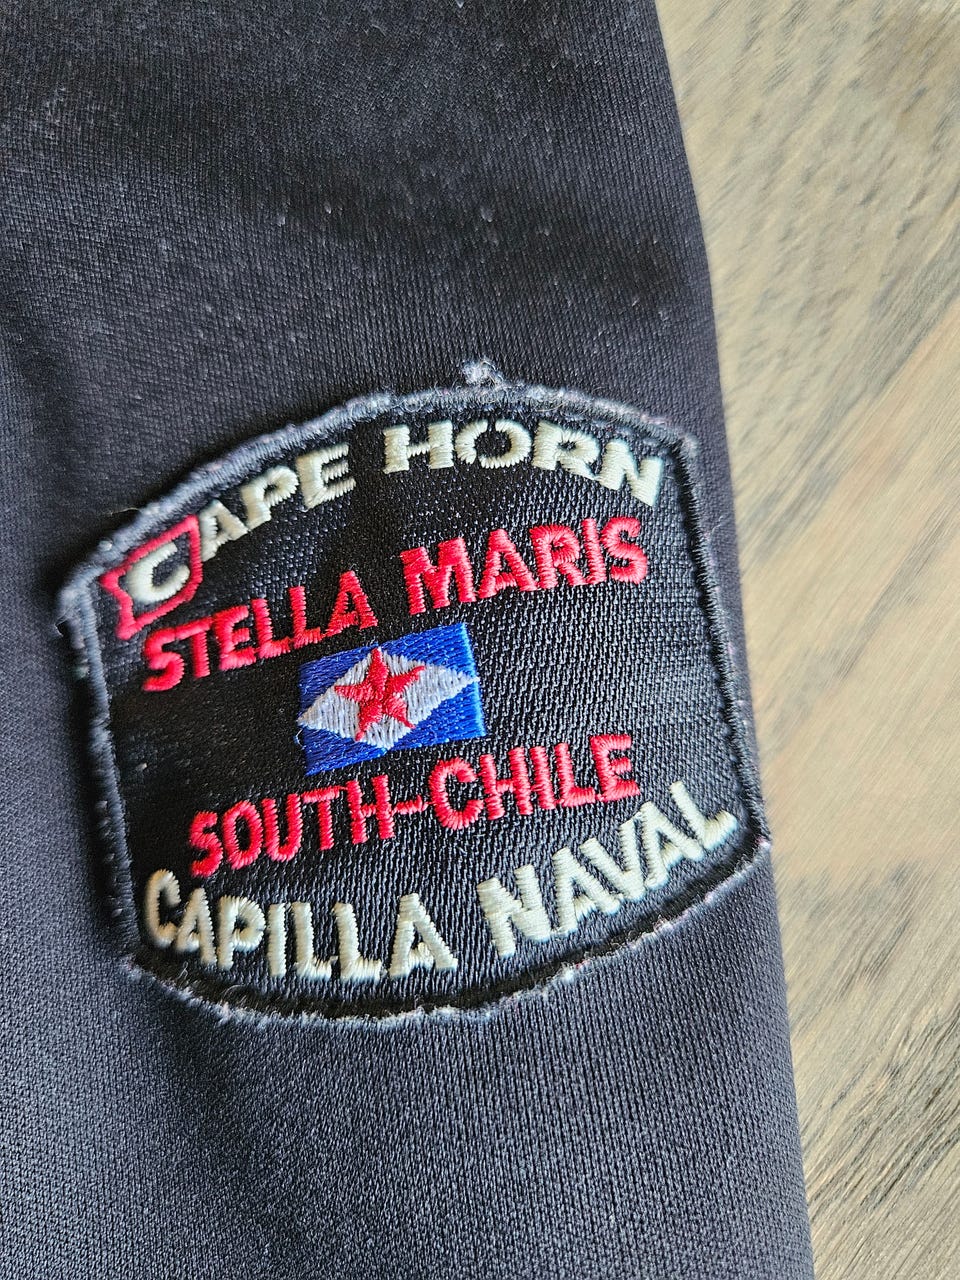 CAPE HORN
STELLA MARIS
SOUTH-CHILE
CAPILLA NAVAL